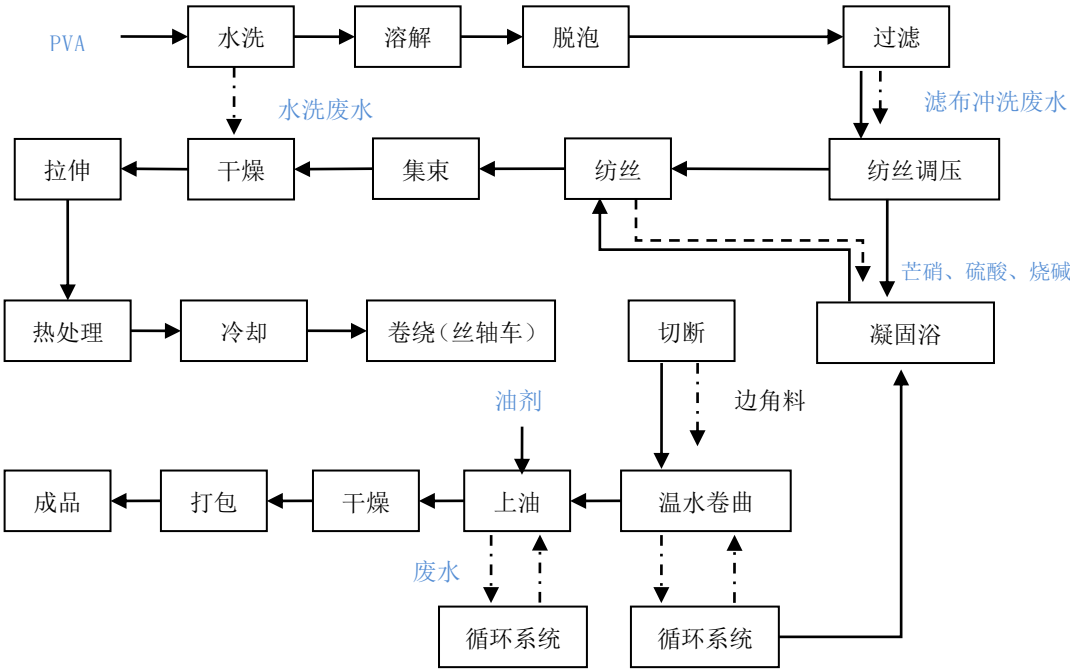 PVA
水洗
溶解
脱泡
过滤
水洗废水
滤布冲洗废水
拉伸
干燥
集束
纺丝
纺丝调压
芒硝、硫酸、烧碱
热处理
冷却
卷绕（丝轴车）
切断
凝固浴
油剂
边角料
成品
打包
干燥
上油
温水卷曲
废水
循环系统
循环系统